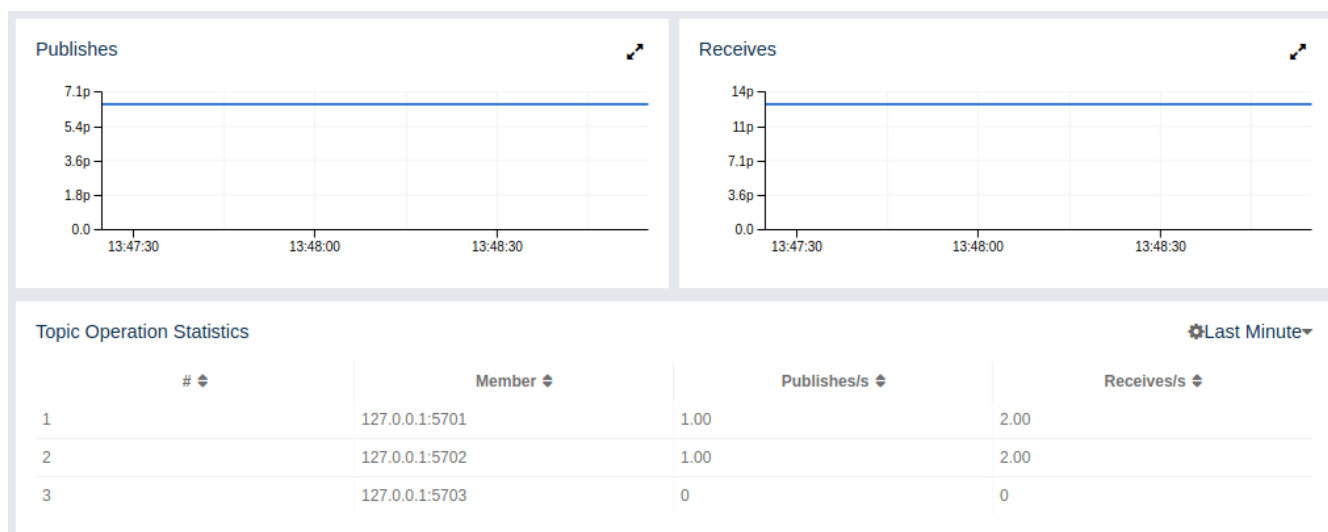 Publishes
7.1p
5.4p
3.6p
1.8p
0.0
13:47:30 13:48:00 13:48:30
Receives
14p
11p
7.1p
3.6p
0.0
13:47:30 13:48:00 13:48:30
Topic Operation Statistics Last Minute
# Member Publishes/s Receives/s
1 127.0.0.1:5701 1.00 2.00
2 127.0.0.1:5702 1.00 2.00
3 127.0.0.1:5703 0 0